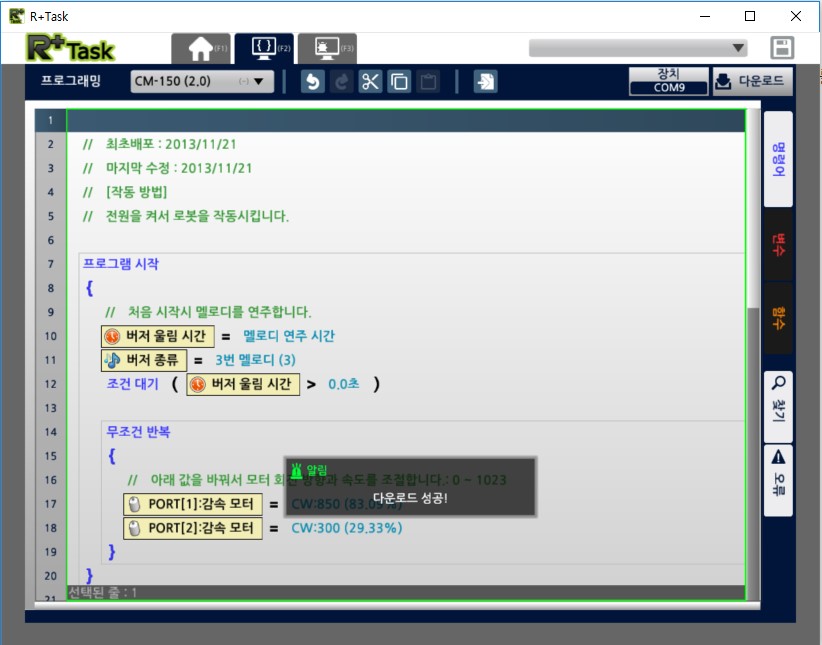 R+Task
R+Task
(F1)
(F2)
(F3)
프로그래밍
CM-150 (2.0)
(--)
장치
COM9
다운로드
1
2 // 최초배포 : 2013/11/21
3 // 마지막 수정 : 2013/11/21
4 // [작동 방법]
5 // 전원을 켜서 로봇을 작동시킵니다.
6
7 프로그램 시작
8 {
9 // 처음 시작시 멜로디를 연주합니다.
10 버저 울림 시간 = 멜로디 연주 시간
11 버저 종류 = 3번 멜로디 (3)
12 조건 대기 ( 버저 울림 시간 > 0.0초 )
13
14 무조건 반복
15 {
16 // 아래 값을 바꿔서 모터 회전 방향과 속도를 조절합니다.: 0 ~ 1023
17 PORT[1]:감속 모터 = CW:850 (83.09%)
18 PORT[2]:감속 모터 = CW:300 (29.33%)
19 }
20 }
21
알림
다운로드 성공!
선택된 줄 : 1
명령어
변수
함수
찾기
오류